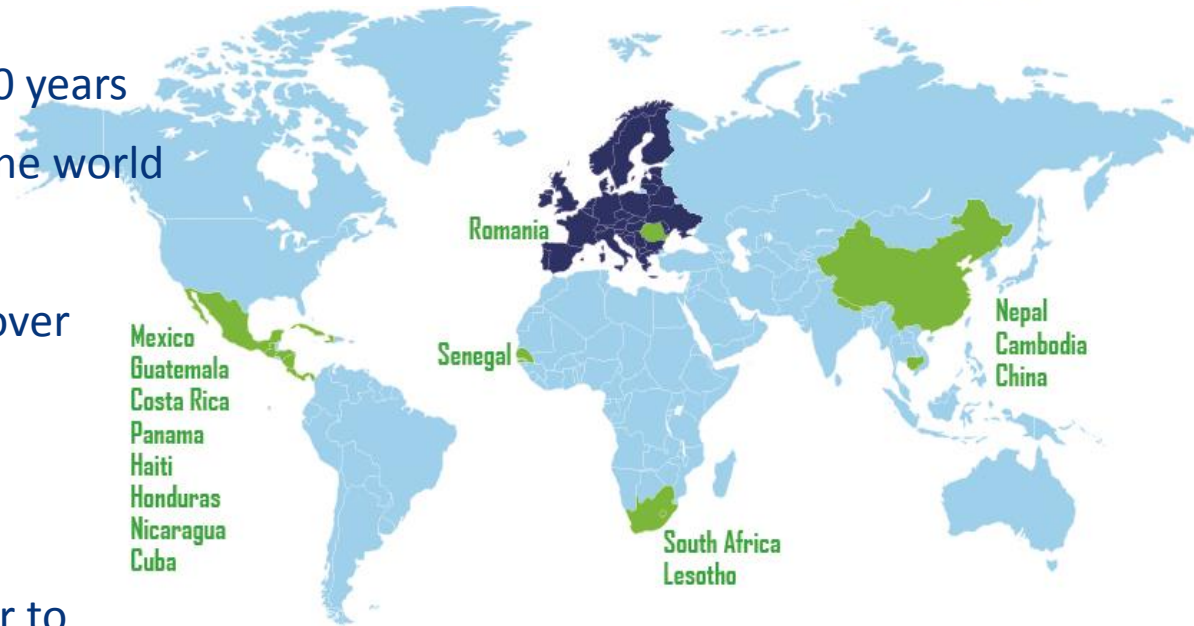 0 years
he world
over
r to
Romania
Senegal
Mexico
Guatemala
Costa Rica
Panama
Haiti
Honduras
Nicaragua
Cuba
South Africa
Lesotho
Nepal
Cambodia
China